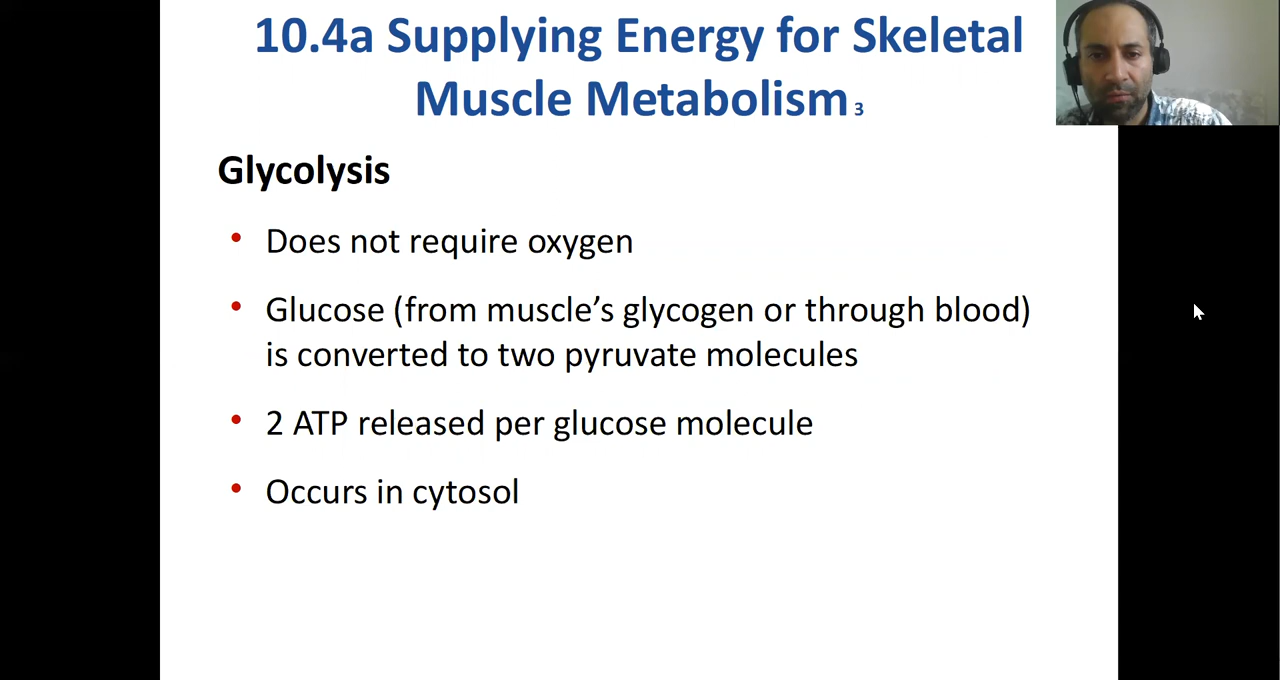 10.4a Supplying Energy for Skeletal
Muscle Metabolism 3
Glycolysis
• Does not require oxygen
• Glucose (from muscle’s glycogen or through blood)
is converted to two pyruvate molecules
• 2 ATP released per glucose molecule
• Occurs in cytosol